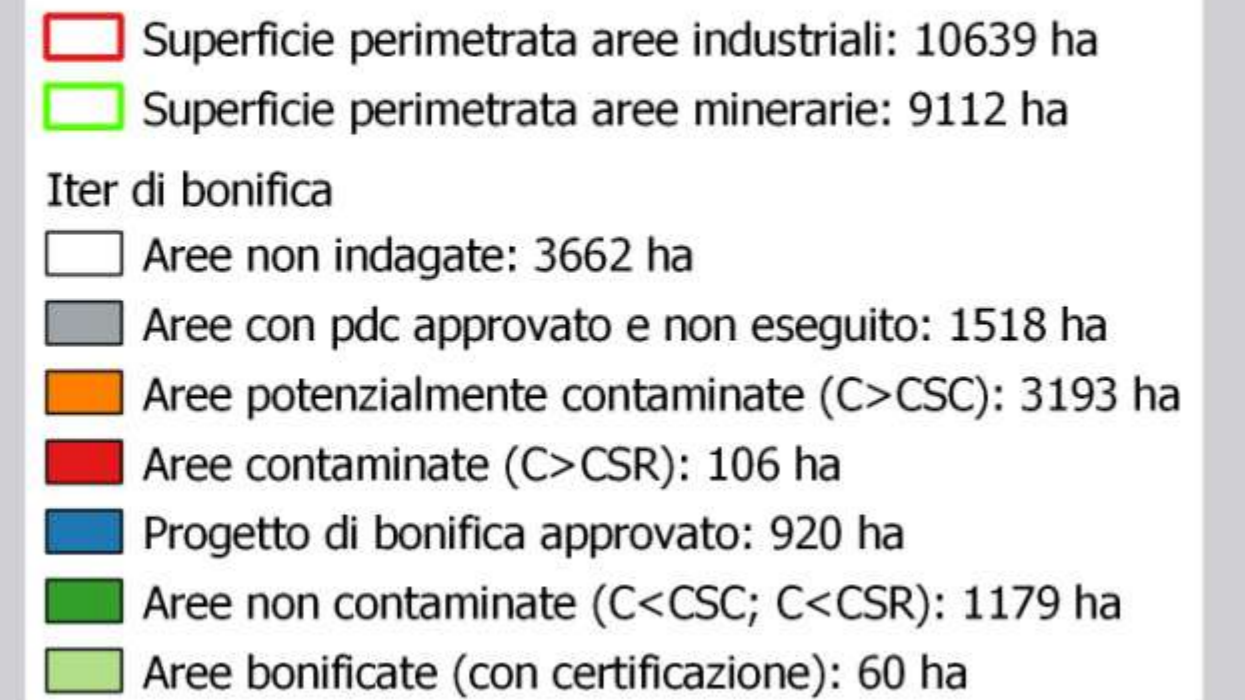 Superficie perimetrata aree industriali: 10639 ha
Superficie perimetrata aree minerarie: 9112 ha
Iter di bonifica
Aree non indagate: 3662 ha
Aree con pdc approvato e non eseguito: 1518 ha
Aree potenzialmente contaminate (C>CSC): 3193 ha
Aree contaminate (C>CSR): 106 ha
Progetto di bonifica approvato: 920 ha
Aree non contaminate (C<CSC; C<CSR): 1179 ha
Aree bonificate (con certificazione): 60 ha